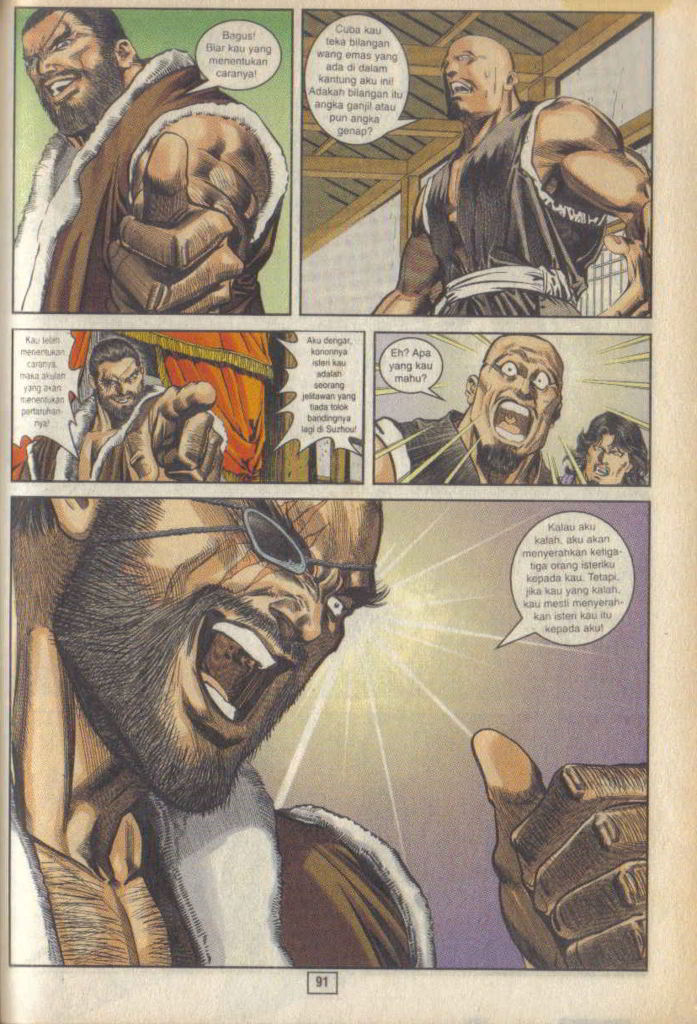 Bagus!
Biar kau yang
menentukan
caranya!
Cuba kau
teka bilangan
wang emas yang
ada di dalam
kantung aku ini!
Adakah bilangan itu
angka ganjil atau
pun angka
genap?
Kau telah
menentukan
caranya,
maka akulah
yang akan
menentukan
pertaruhan-
nya!
Aku dengar,
kononnya
isteri kau
adalah
seorang
jelitawan yang
tiada tolok
bandingnya
lagi di Suzhou!
Eh? Apa
yang kau
mahu?
Kalau aku
kalah, aku akan
menyerahkan ketiga-
tiga orang isteriku
kepada kau. Tetapi,
jika kau yang kalah,
kau mesti menyerah-
kan isteri kau itu
kepada aku!
91